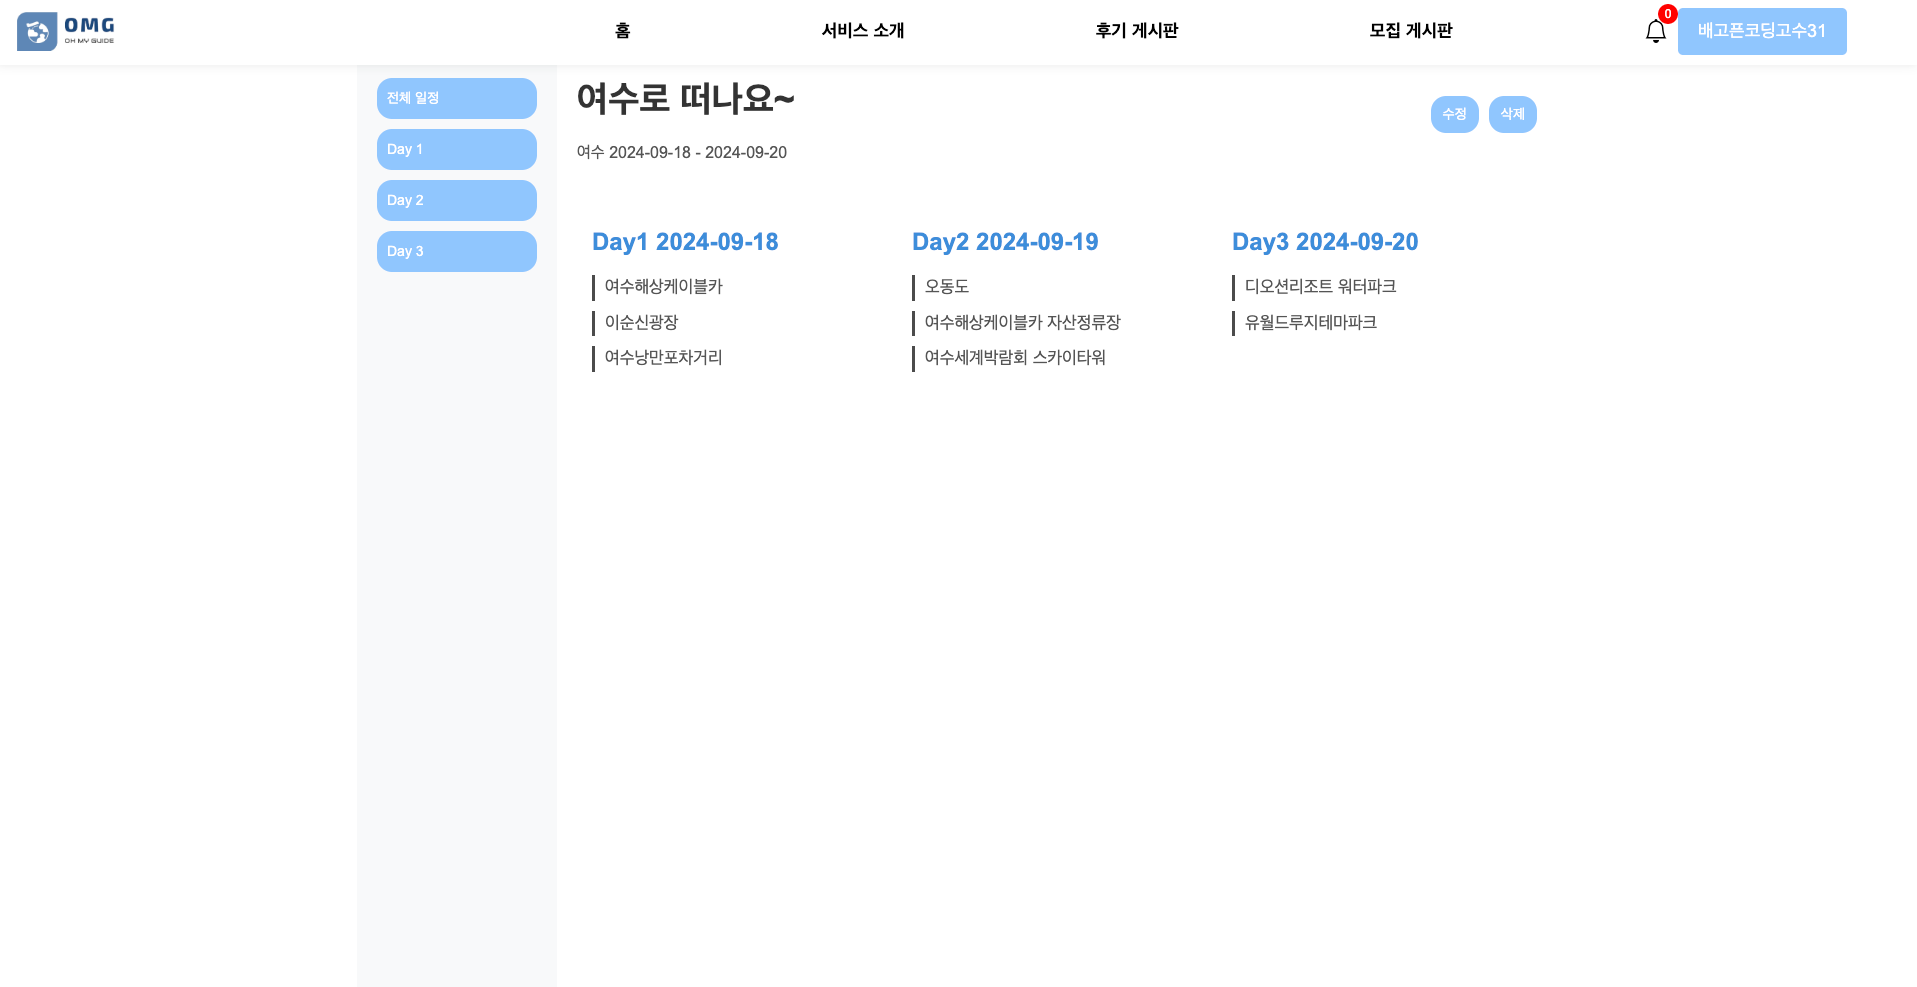 OMG
OH MY GUIDE
홈
서비스 소개
후기 게시판
모집 게시판
0
배고픈코딩고수31
전체 일정
Day 1
Day 2
Day 3
여수로 떠나요~
수정
삭제
여수 2024-09-18 - 2024-09-20
Day1 2024-09-18
여수해상케이블카
이순신광장
여수낭만포차거리
Day2 2024-09-19
오동도
여수해상케이블카 자산정류장
여수세계박람회 스카이타워
Day3 2024-09-20
디오션리조트 워터파크
유월드루지테마파크